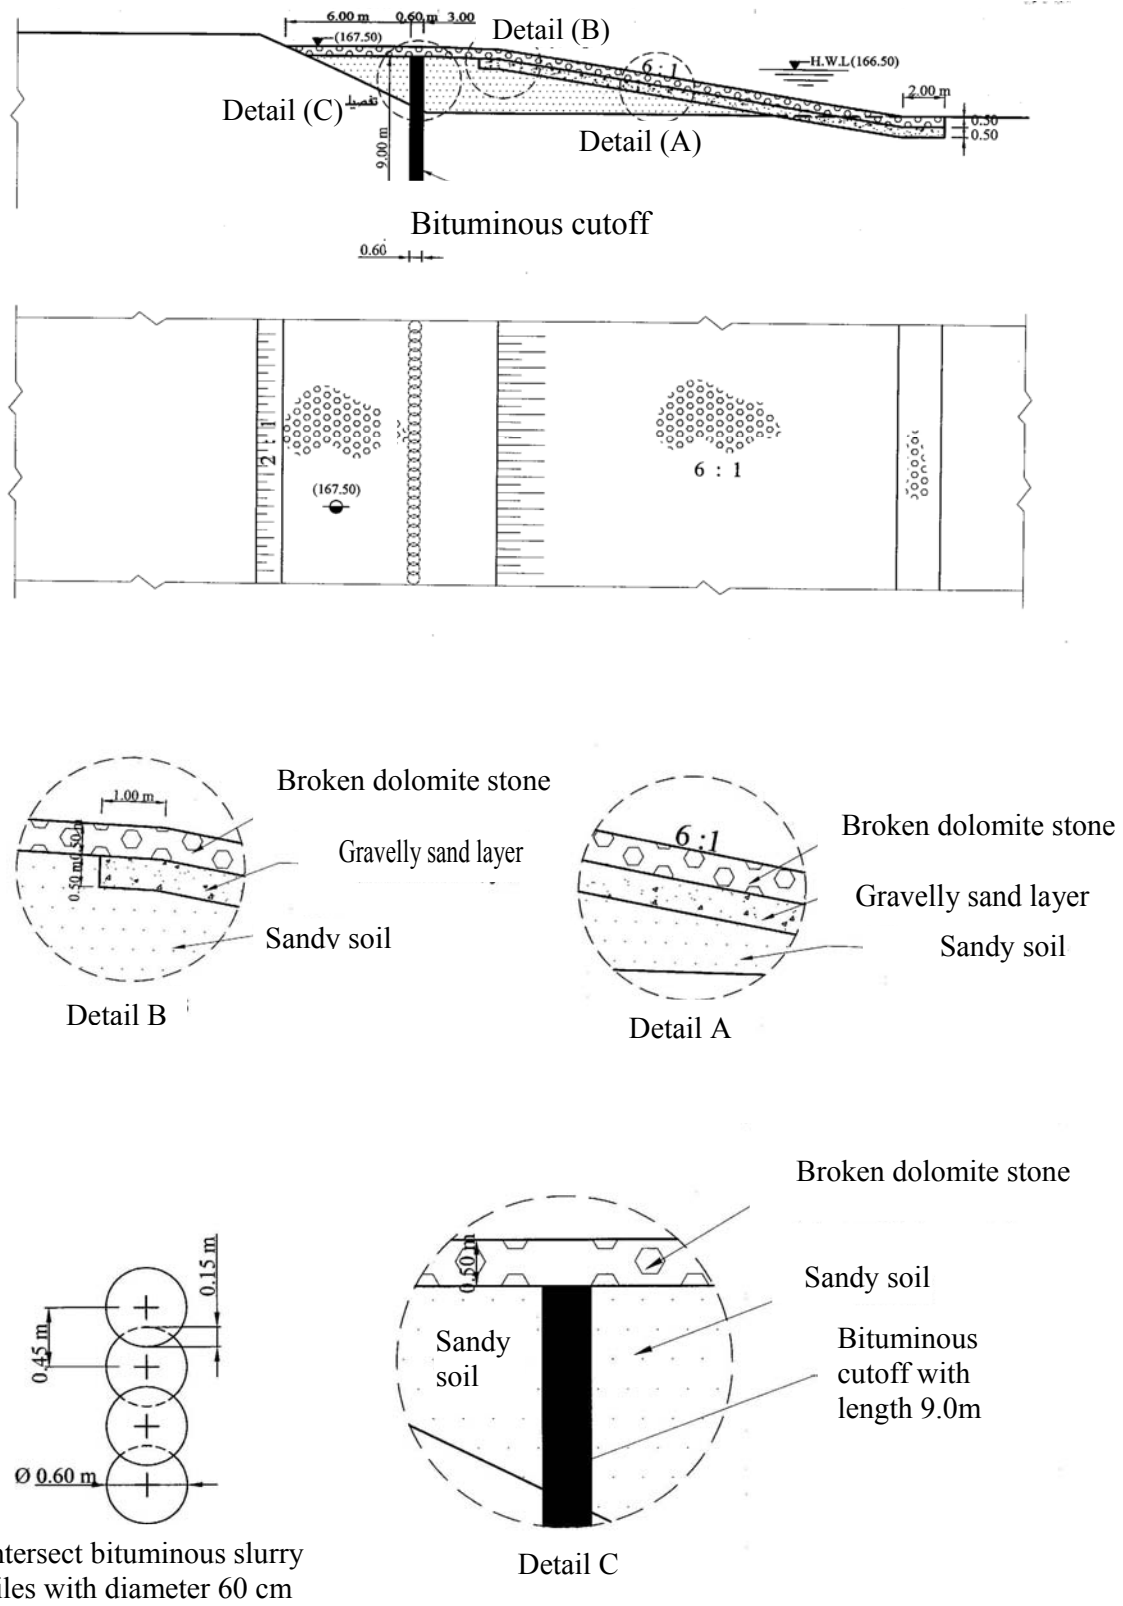 6.00 m 0.60 m 3.00
(167.50)
Detail (B)
6:1
H.W.L(166.50)
2.00 m
Detail (C)
تفصيلة
0.50
0.50
Detail (A)
9.00 m
Bituminous cutoff
0.60
2 : 1
(167.50)
6 : 1
Broken dolomite stone
1.00 m
0.50 m
0.50 m
Gravelly sand layer
Sandy soil
Detail B
6:1
Broken dolomite stone
Gravelly sand layer
Sandy soil
Detail A
0.15 m
0.45 m
Ø 0.60 m
ntersect bituminous slurry
iles with diameter 60 cm
Broken dolomite stone
0.50 m
Sandy soil
Sandy
soil
Bituminous
cutoff with
length 9.0m
Detail C